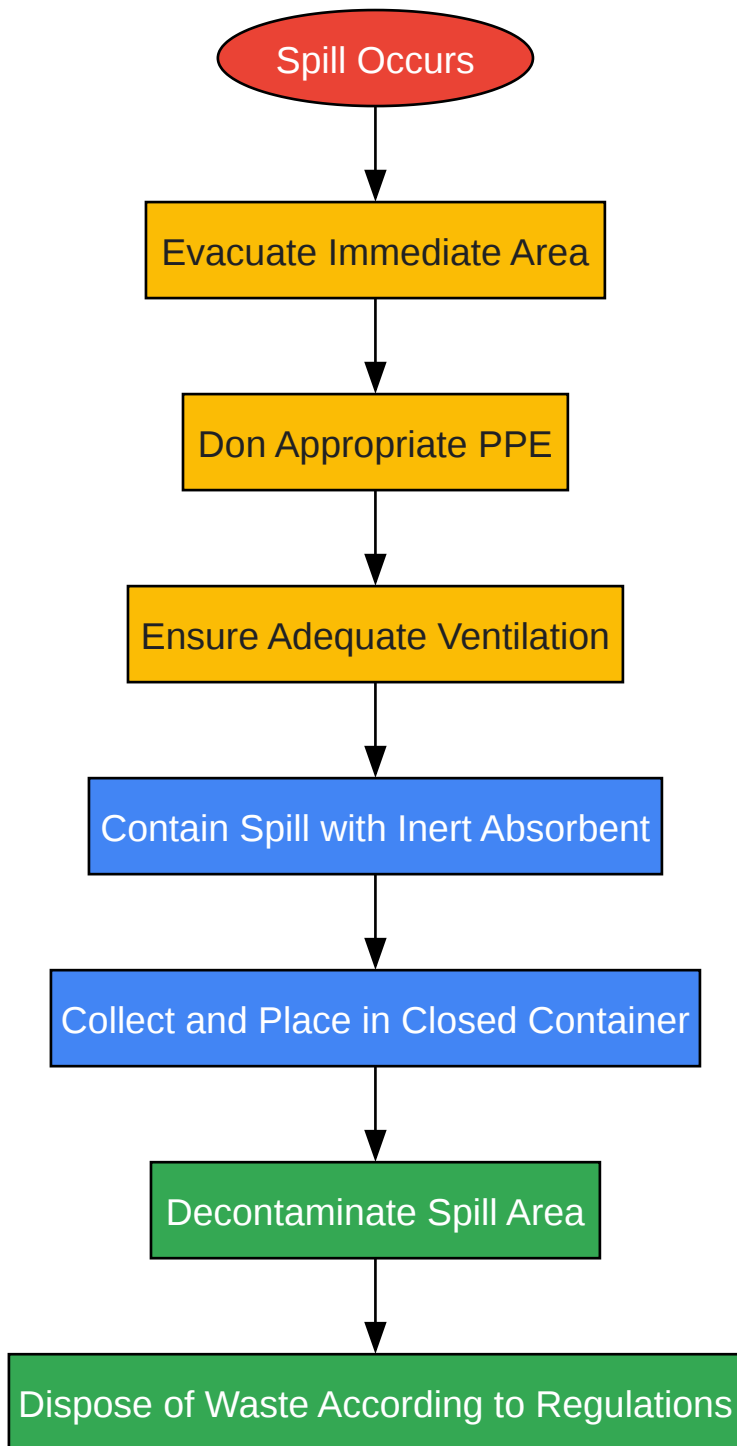 Spill Occurs
Evacuate Immediate Area
Don Appropriate PPE
Ensure Adequate Ventilation
Contain Spill with Inert Absorbent
Collect and Place in Closed Container
Decontaminate Spill Area
Dispose of Waste According to Regulations